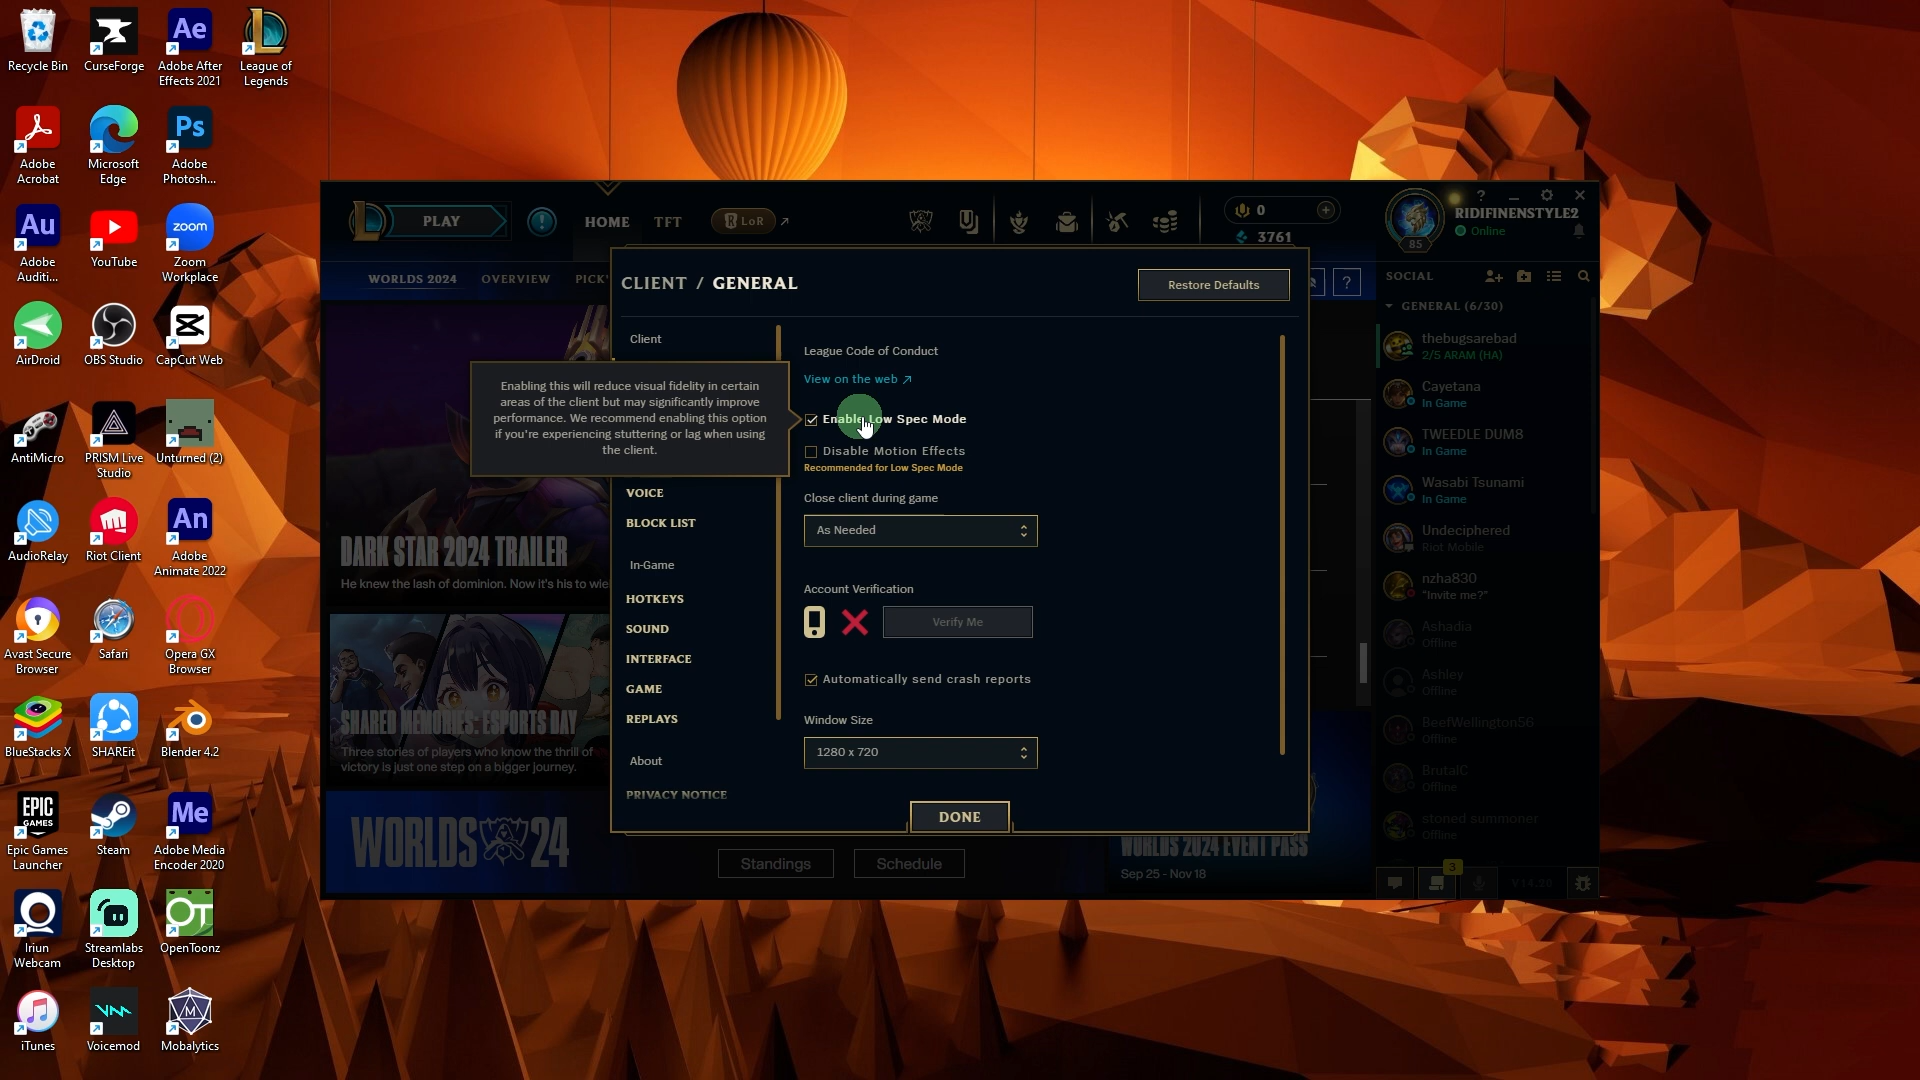 Recycle Bin
CurseForge
Adobe After
Effects 2021
League of
Legends
Adobe
Acrobat
Microsoft
Edge
Adobe
Photosh...
Adobe
Auditi...
YouTube
Zoom
Workplace
AirDroid
OBS Studio
CapCut Web
AntiMicro
PRISM Live
Studio
Unturned (2)
AudioRelay
Riot Client
Adobe
Animate 2022
Avast Secure
Browser
Safari
Opera GX
Browser
BlueStacks X
SHAREit
Blender 4.2
Epic Games
Launcher
Steam
Adobe Media
Encoder 2020
Iriun
Webcam
Streamlabs
Desktop
OpenToonz
iTunes
Voicemod
Mobalytics
Ae
Ps
Au
zoom
An
EPIC
GAMES
Me
OT
M
PLAY
HOME
TFT
LoR
0
3761
85
RIDIFINENSTYLE2
Online
WORLDS 2024
OVERVIEW
PICK'
?
CLIENT / GENERAL
Restore Defaults
Client
VOICE
BLOCK LIST
In-Game
HOTKEYS
SOUND
INTERFACE
GAME
REPLAYS
About
PRIVACY NOTICE
Enabling this will reduce visual fidelity in certain
areas of the client but may significantly improve
performance. We recommend enabling this option
if you're experiencing stuttering or lag when using
the client.
League Code of Conduct
View on the web
Enable Low Spec Mode
Disable Motion Effects
Recommended for Low Spec Mode
Close client during game
As Needed
Account Verification
Verify Me
Automatically send crash reports
Window Size
1280 x 720
DONE
DARK STAR 2024 TRAILER
He knew the lash of dominion. Now it's his to wie
SHARED MEMORIES: ESPORTS DAY
Three stories of players who know the thrill of
victory is just one step on a bigger journey.
WORLDS 24
Standings
Schedule
WORLDS 2024 EVENT PASS
Sep 25 - Nov 18
SOCIAL
GENERAL (6/30)
thebugsarebad
2/5 ARAM (HA)
Cayetana
In Game
TWEEDLE DUM8
In Game
Wasabi Tsunami
In Game
Undeciphered
Riot Mobile
nzha830
“Invite me?”
Ashadia
Offline
Ashley
Offline
BeefWellington56
Offline
BrutalC
Offline
stoned summoner
Offline
3
V14.20